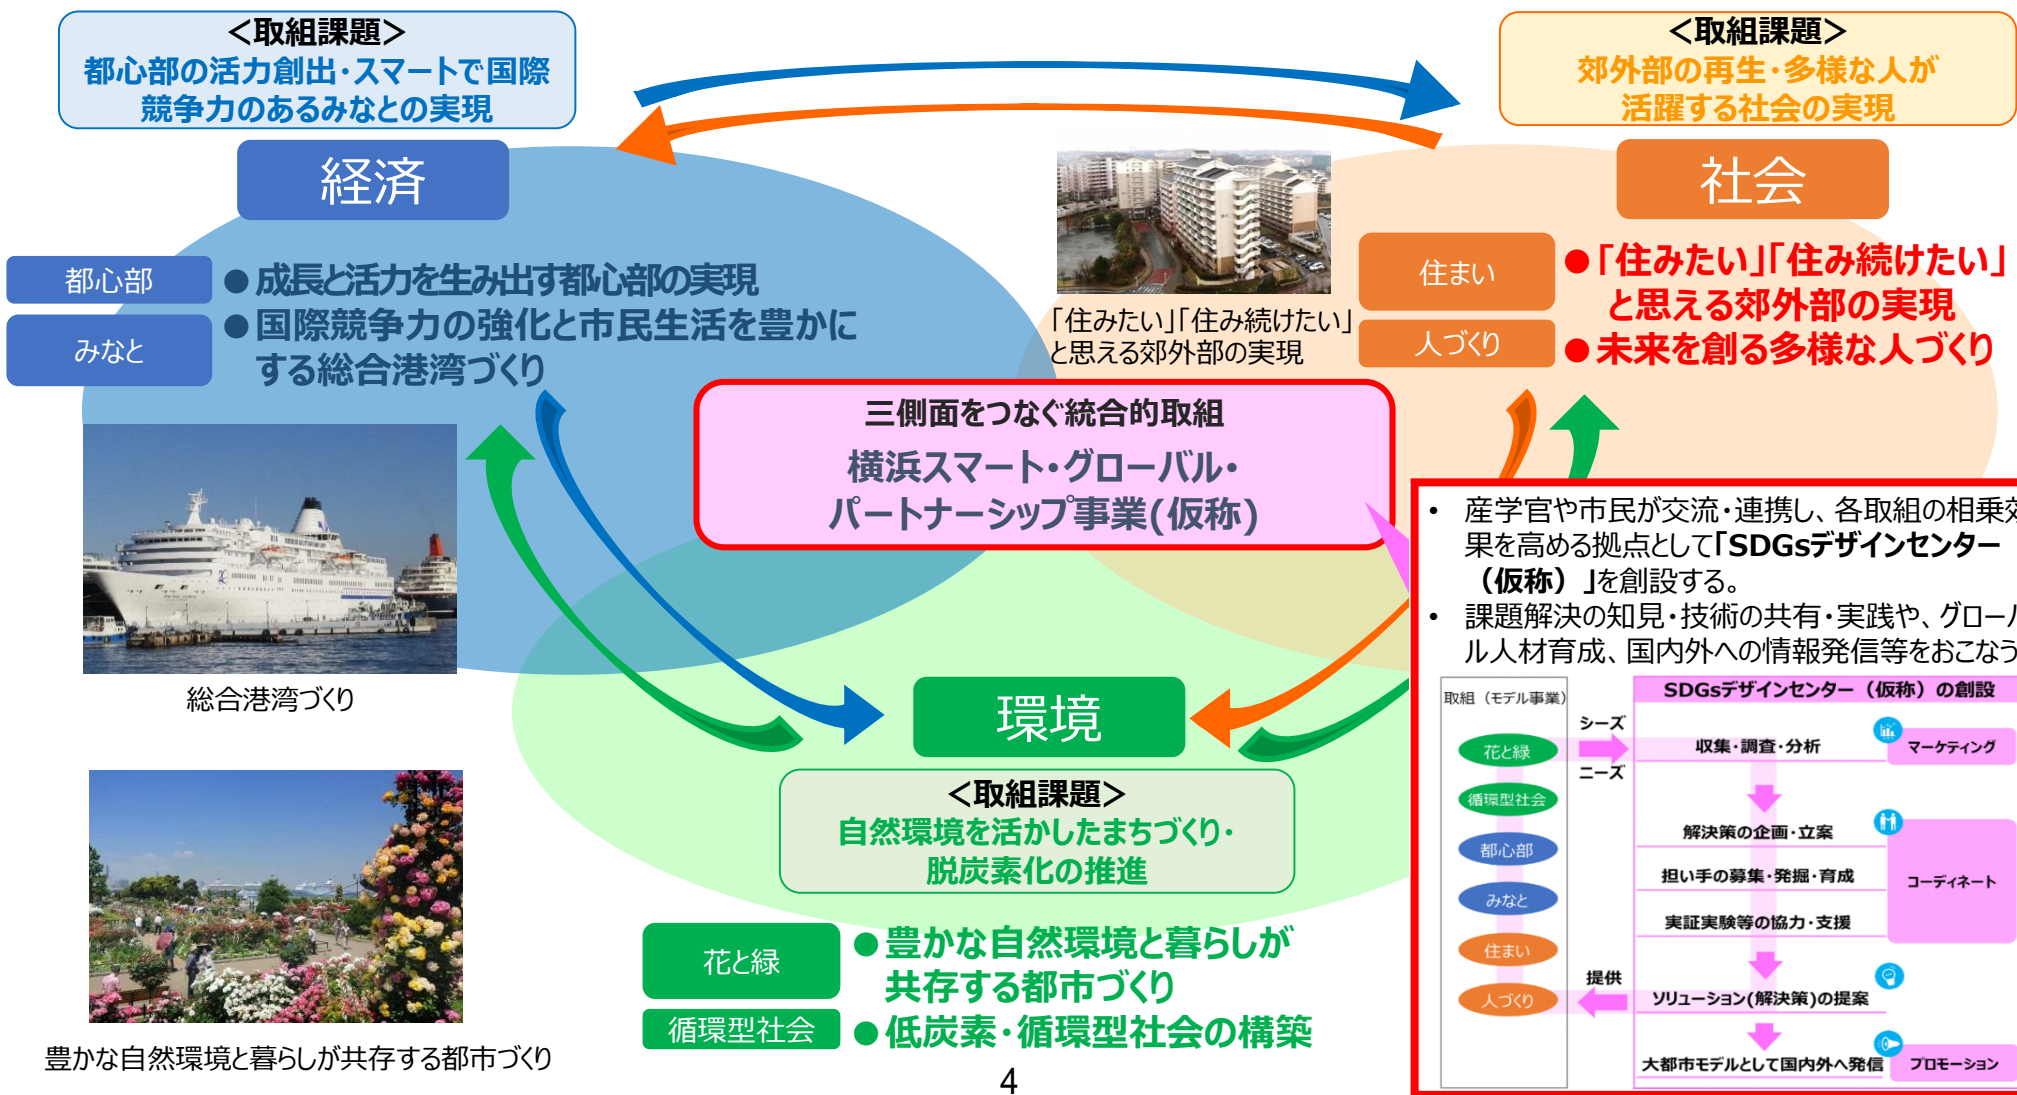 <取組課題>
都心部の活力創出・スマートで国際
競争力のあるみなとの実現
<取組課題>
郊外部の再生・多様な人が
活躍する社会の実現
経済
社会
都心部
●成長と活力を生み出す都心部の実現
みなと
●国際競争力の強化と市民生活を豊かに
する総合港湾づくり
「住みたい」「住み続けたい」
と思える郊外部の実現
住まい
●「住みたい」「住み続けたい」
と思える郊外部の実現
人づくり
●未来を創る多様な人づくり
三側面をつなぐ統合的取組
横浜スマート・グローバル・
パートナーシップ事業(仮称)
総合港湾づくり
環境
<取組課題>
自然環境を活かしたまちづくり・
脱炭素化の推進
花と緑
●豊かな自然環境と暮らしが
共存する都市づくり
循環型社会
●低炭素・循環型社会の構築
豊かな自然環境と暮らしが共存する都市づくり
• 産学官や市民が交流・連携し、各取組の相乗効
果を高める拠点として「SDGsデザインセンター
（仮称）」を創設する。
• 課題解決の知見・技術の共有・実践や、グローバ
ル人材育成、国内外への情報発信等をおこなう
取組（モデル事業）
花と緑
循環型社会
都心部
みなと
住まい
人づくり
シーズ
ニーズ
提供
SDGsデザインセンター（仮称）の創設
収集・調査・分析
マーケティング
解決策の企画・立案
担い手の募集・発掘・育成
コーディネート
実証実験等の協力・支援
ソリューション(解決策)の提案
大都市モデルとして国内外へ発信
プロモーション
4